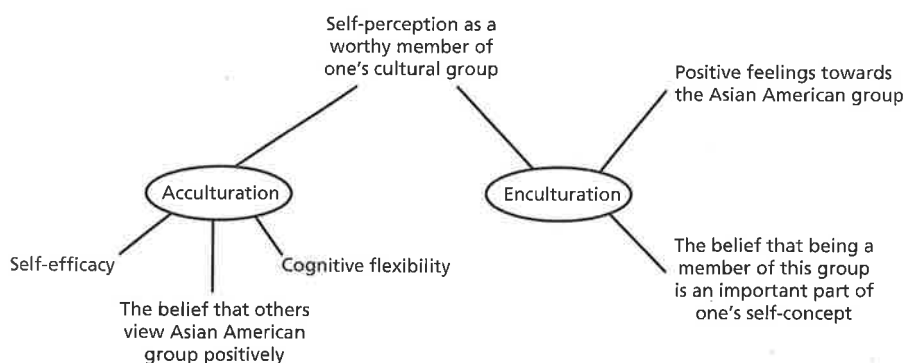 Self-perception as a
worthy member of
one's cultural group
Positive feelings towards
the Asian American group
Acculturation
Enculturation
Self-efficacy
Cognitive flexibility
The belief that others
view Asian American
group positively
The belief that being a
member of this group
is an important part of
one's self-concept